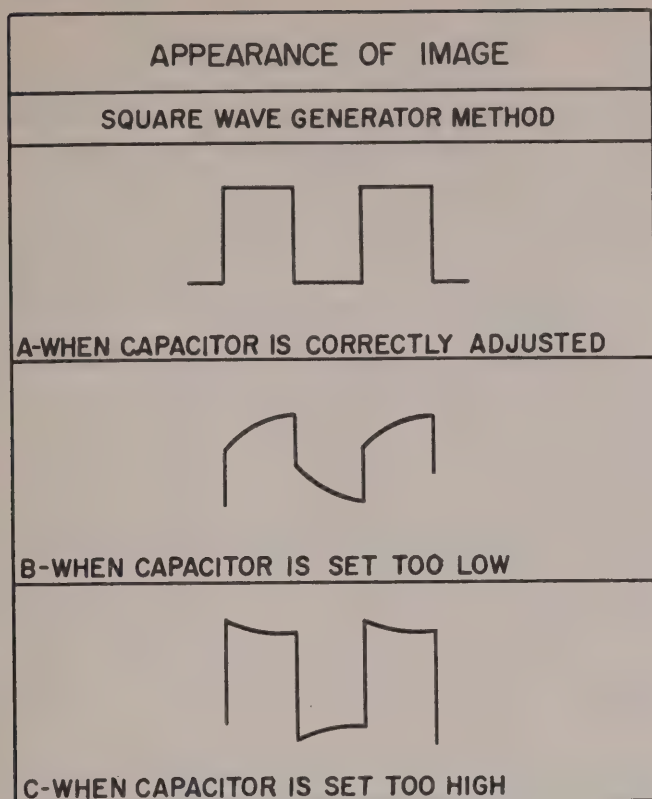 APPEARANCE OF IMAGE
SQUARE WAVE GENERATOR METHOD
A-WHEN CAPACITOR IS CORRECTLY ADJUSTED
B-WHEN CAPACITOR IS SET TOO LOW
C-WHEN CAPACITOR IS SET TOO HIGH